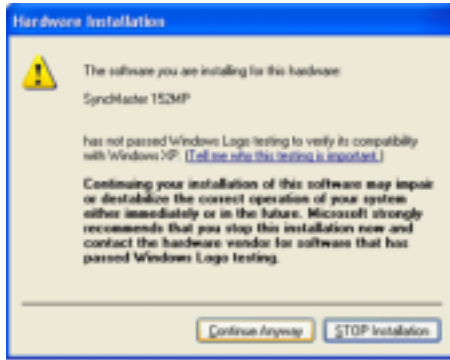 Hardware Installation
The software you are installing for this hardware:
SyncMaster 152MP
has not passed Windows Logo testing to verify its compatibility
with Windows XP. (Tell me why this testing is important.)
Continuing your installation of this software may impair
or destabilize the correct operation of your system
either immediately or in the future. Microsoft strongly
recommends that you stop this installation now and
contact the hardware vendor for software that has
passed Windows Logo testing.
Continue Anyway
STOP Installation